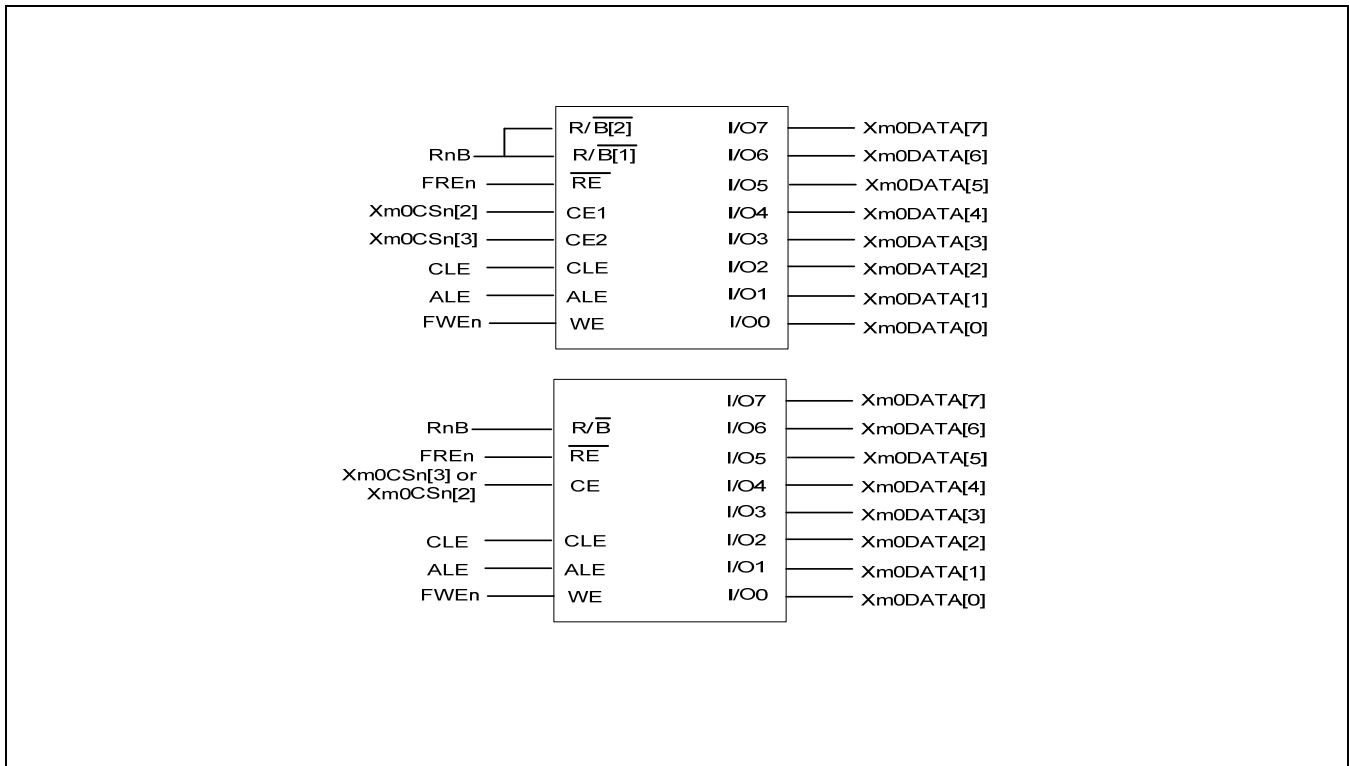 R/B[2] I/O7 Xm0DATA[7]
RnB R/B[1] I/O6 Xm0DATA[6]
FREn RE I/O5 Xm0DATA[5]
Xm0CSn[2] CE1 I/O4 Xm0DATA[4]
Xm0CSn[3] CE2 I/O3 Xm0DATA[3]
CLE CLE I/O2 Xm0DATA[2]
ALE ALE I/O1 Xm0DATA[1]
FWEn WE I/O0 Xm0DATA[0]
I/O7 Xm0DATA[7]
RnB R/B I/O6 Xm0DATA[6]
FREn RE I/O5 Xm0DATA[5]
Xm0CSn[3] or
Xm0CSn[2] CE I/O4 Xm0DATA[4]
I/O3 Xm0DATA[3]
CLE CLE I/O2 Xm0DATA[2]
ALE ALE I/O1 Xm0DATA[1]
FWEn WE I/O0 Xm0DATA[0]